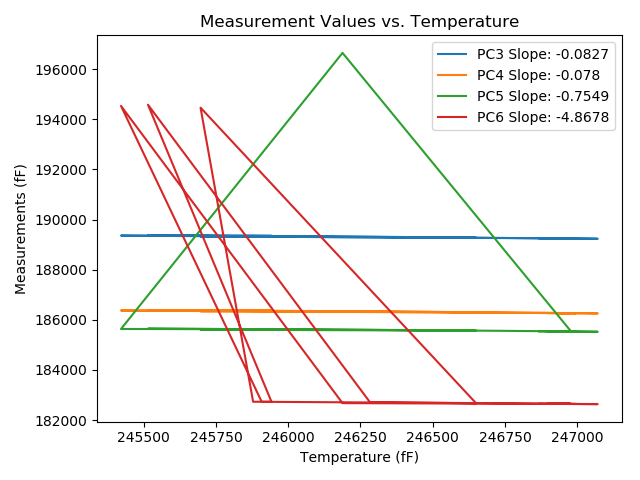 Measurement Values vs. Temperature
PC3 Slope: -0.0827
PC4 Slope: -0.078
PC5 Slope: -0.7549
PC6 Slope: -4.8678
Measurements (fF)
196000
194000
192000
190000
188000
186000
184000
182000
245500 245750 246000 246250 246500 246750 247000
Temperature (fF)